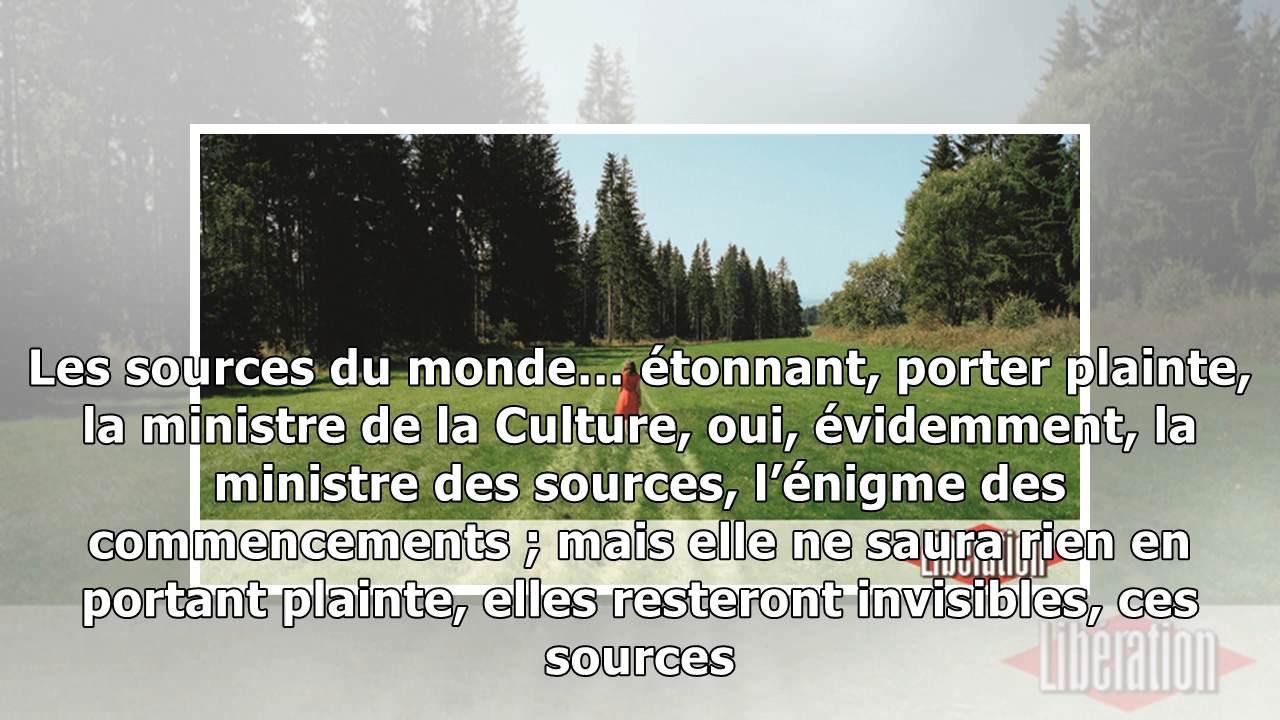 Les sources du monde... étonnant, porter plainte,
la ministre de la Culture, oui, évidemment, la
ministre des sources, l’énigme des
commencements ; mais elle ne saura rien en
portant plainte, elles resteront invisibles, ces
sources
Libération
Libération